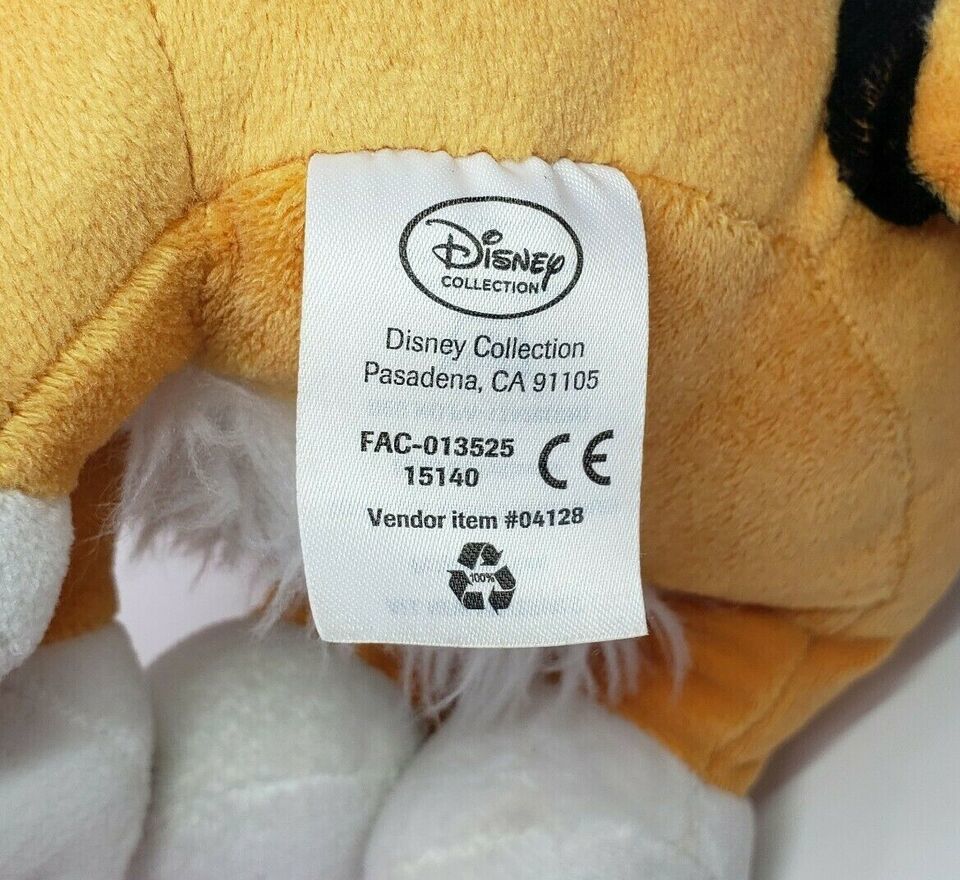 Disney
COLLECTION
Disney Collection
Pasadena, CA 91105
FAC-013525
15140
CE
Vendor item #04128
100%